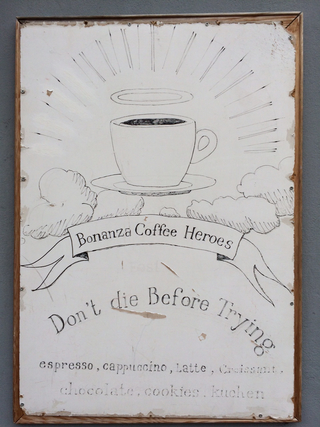 Bonanza Coffee Heroes
Don't die Before Trying
espresso, cappuccino, Latte, Croissant,
chocolate, cookies, kuchen